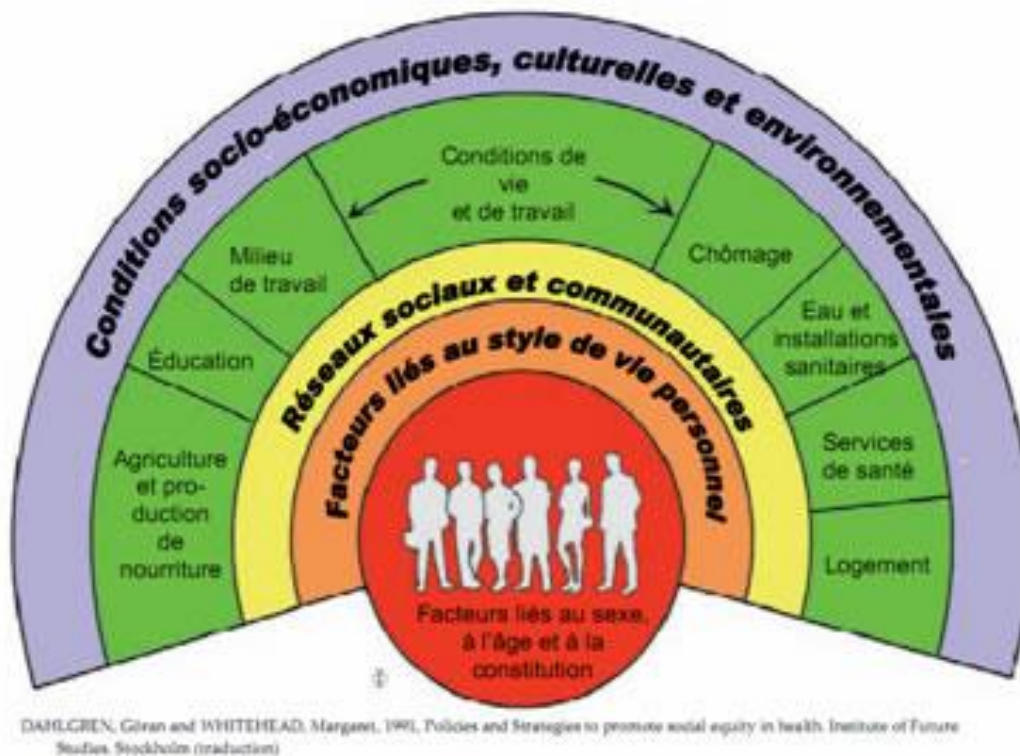 Conditions socio-économiques, culturelles et environnementales
Conditions de
vie
et de travail
Milieu
de travail
Éducation
Agriculture
et pro-
duction
de
nourriture
Chômage
Eau et
installations
sanitaires
Services
de santé
Logement
Réseaux sociaux et communautaires
Facteurs liés au style de vie personnel
Facteurs liés au sexe,
à l'âge et à la
constitution
DAHLGREN, Göran and WHITEHEAD, Margaret, 1991, Policies and Strategies to promote social equity in health. Institute of Future
Studies. Stockholm (traduction)